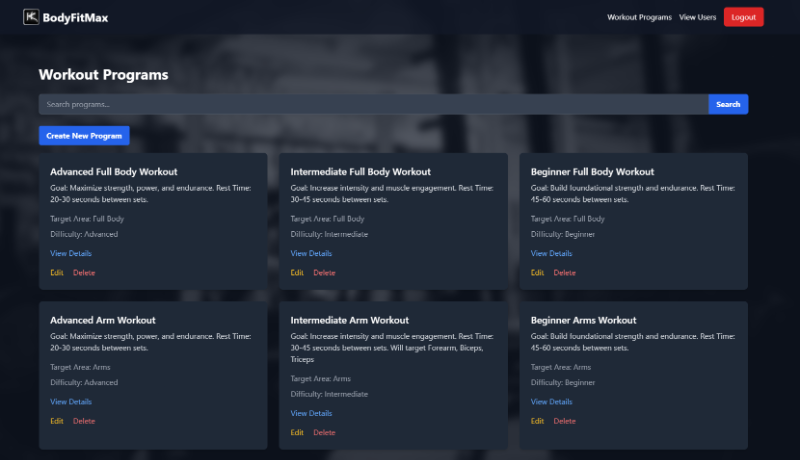 BodyFitMax
Workout Programs View Users Logout
Workout Programs
Search programs... Search
Create New Program
Advanced Full Body Workout
Goal: Maximize strength, power, and endurance. Rest Time:
20-30 seconds between sets.
Target Area: Full Body
Difficulty: Advanced
View Details
Edit Delete
Intermediate Full Body Workout
Goal: Increase intensity and muscle engagement. Rest Time:
30-45 seconds between sets.
Target Area: Full Body
Difficulty: Intermediate
View Details
Edit Delete
Beginner Full Body Workout
Goal: Build foundational strength and endurance. Rest Time:
45-60 seconds between sets.
Target Area: Full Body
Difficulty: Beginner
View Details
Edit Delete
Advanced Arm Workout
Goal: Maximize strength, power, and endurance. Rest Time:
20-30 seconds between sets.
Target Area: Arms
Difficulty: Advanced
View Details
Edit Delete
Intermediate Arm Workout
Goal: Increase intensity and muscle engagement. Rest Time:
30-45 seconds between sets. Will target Forearm, Biceps,
Triceps
Target Area: Arms
Difficulty: Intermediate
View Details
Edit Delete
Beginner Arms Workout
Goal: Build foundational strength and endurance. Rest Time:
45-60 seconds between sets.
Target Area: Arms
Difficulty: Beginner
View Details
Edit Delete